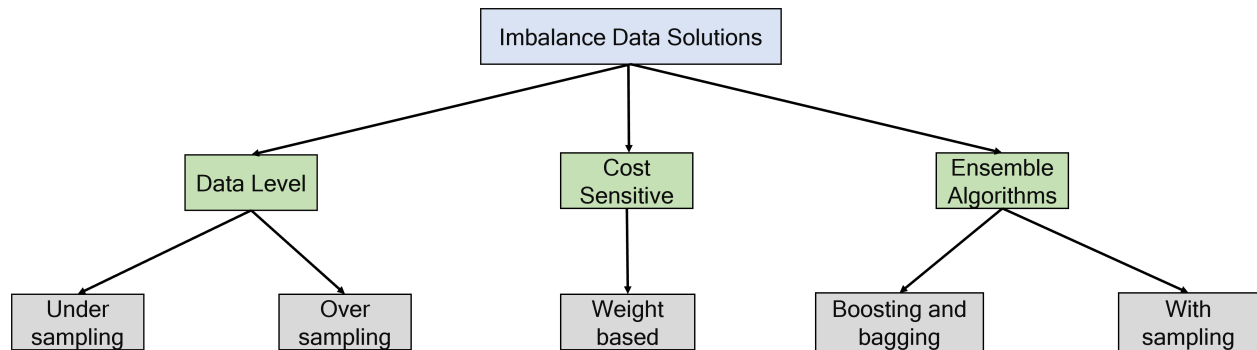 Imbalance Data Solutions
Data Level
Cost
Sensitive
Ensemble
Algorithms
Under
sampling
Over
sampling
Weight
based
Boosting and
bagging
With
sampling